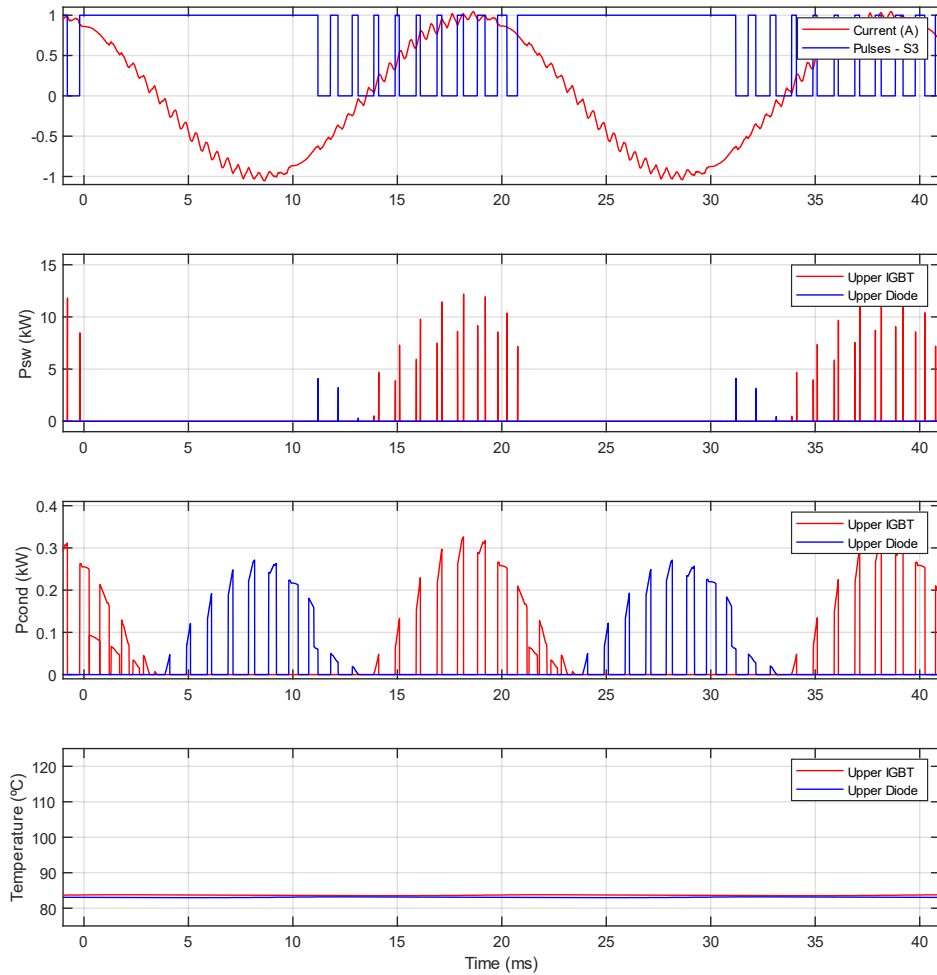 1
0.5
0
-0.5
-1
Current (A)
Pulses - S3
0 5 10 15 20 25 30 35 40
Psw (kW)
15
10
5
0
Upper IGBT
Upper Diode
0 5 10 15 20 25 30 35 40
Pcond (kW)
0.4
0.3
0.2
0.1
0
Upper IGBT
Upper Diode
0 5 10 15 20 25 30 35 40
Temperature (ºC)
120
110
100
90
80
Upper IGBT
Upper Diode
0 5 10 15 20 25 30 35 40
Time (ms)